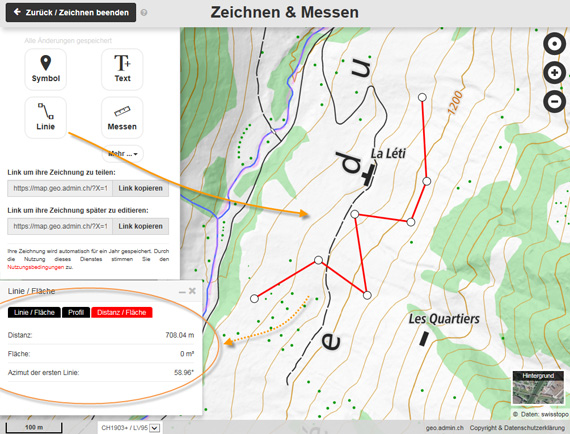 Zurück / Zeichnen beenden
Zeichnen & Messen
Alle Änderungen gespeichert
Symbol
Text
Linie
Messen
Mehr ...
Link um ihre Zeichnung zu teilen:
https://map.geo.admin.ch/?X=1
Link kopieren
Link um ihre Zeichnung später zu editieren:
https://map.geo.admin.ch/?X=1
Link kopieren
Ihre Zeichnung wird automatisch für ein Jahr gespeichert. Durch
die Nutzung dieses Dienstes stimmen Sie den
Nutzungsbedingungen zu.
Linie / Fläche
Linie / Fläche
Profil
Distanz / Fläche
Distanz:
708.04 m
Fläche:
0 m²
Azimut der ersten Linie:
58.96°
u
1200
La Léti
d
Les Quartiers
e
Hintergrund
© Daten: swisstopo
100 m
CH1903+ / LV95
geo.admin.ch
Copyright & Datenschutzerklärung